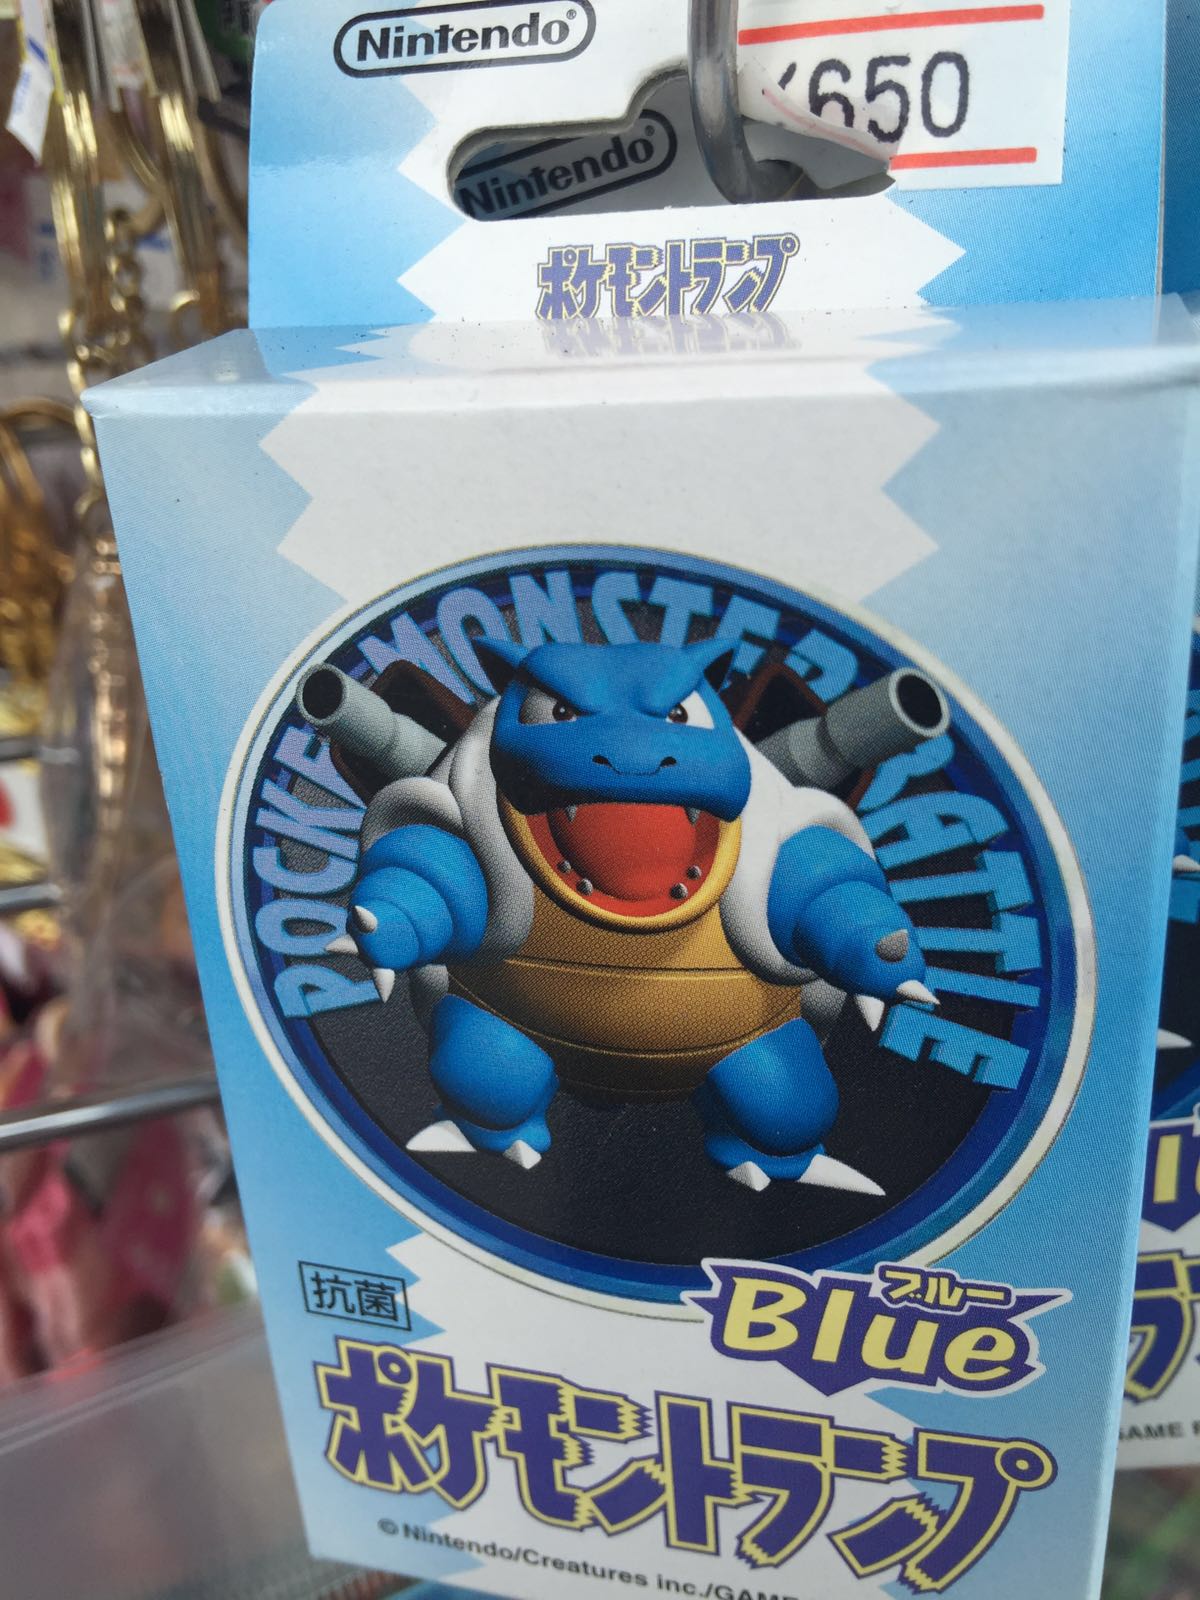 Nintendo®
¥650
Nintendo®
ポケモントランプ
POCKET MONSTER BATTLE
抗菌
ブルー
Blue
ポケモントランプ
©Nintendo/Creatures inc./GAME